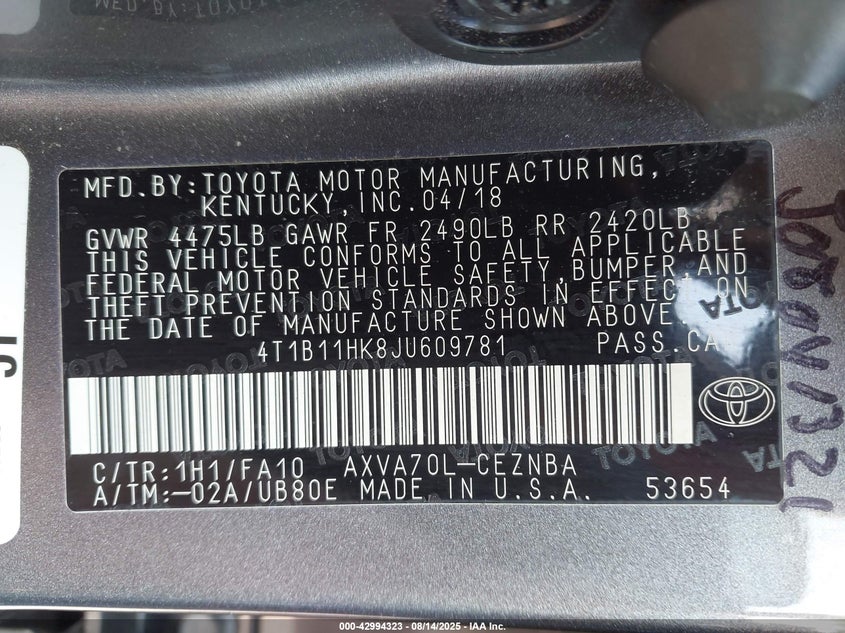 MFD.BY:TOYOTA MOTOR MANUFACTURING,
KENTUCKY,INC.04/18
GVWR 4475LB GAWR FR 2490LB RR 2420LB
THIS VEHICLE CONFORMS TO ALL APPLICABLE
FEDERAL MOTOR VEHICLE SAFETY,BUMPER,AND
THEFT PREVENTION STANDARDS IN EFFECT ON
THE DATE OF MANUFACTURE SHOWN ABOVE.
4T1B11HK8JU609781 PASS.CAR
C/TR:1H1/FA10 AXVA70L-CEZNBA
A/TM:-02A/UB80E MADE IN U.S.A. 53654
TOYOTA
000-42994323 - 08/14/2025 - IAA Inc.